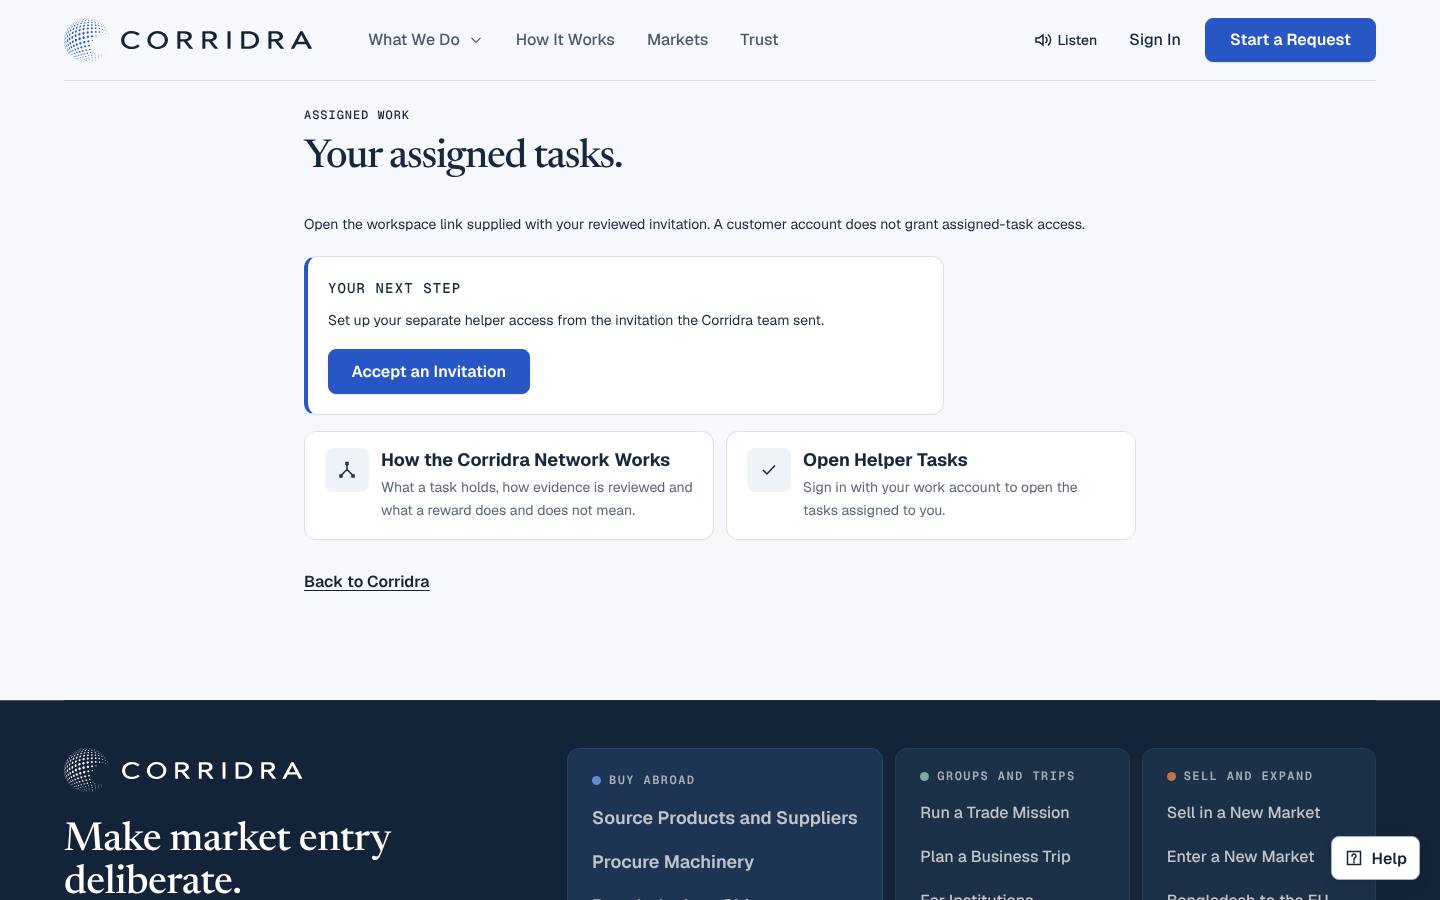 CORRIDRA
What We Do
How It Works
Markets
Trust
Listen
Sign In
Start a Request
ASSIGNED WORK
Your assigned tasks.
Open the workspace link supplied with your reviewed invitation. A customer account does not grant assigned-task access.
YOUR NEXT STEP
Set up your separate helper access from the invitation the Corridra team sent.
Accept an Invitation
How the Corridra Network Works
What a task holds, how evidence is reviewed and
what a reward does and does not mean.
Open Helper Tasks
Sign in with your work account to open the
tasks assigned to you.
Back to Corridra
CORRIDRA
Make market entry
deliberate.
BUY ABROAD
Source Products and Suppliers
Procure Machinery
GROUPS AND TRIPS
Run a Trade Mission
Plan a Business Trip
For Institutions
SELL AND EXPAND
Sell in a New Market
Enter a New Market
Bangladesh to the EU
Help